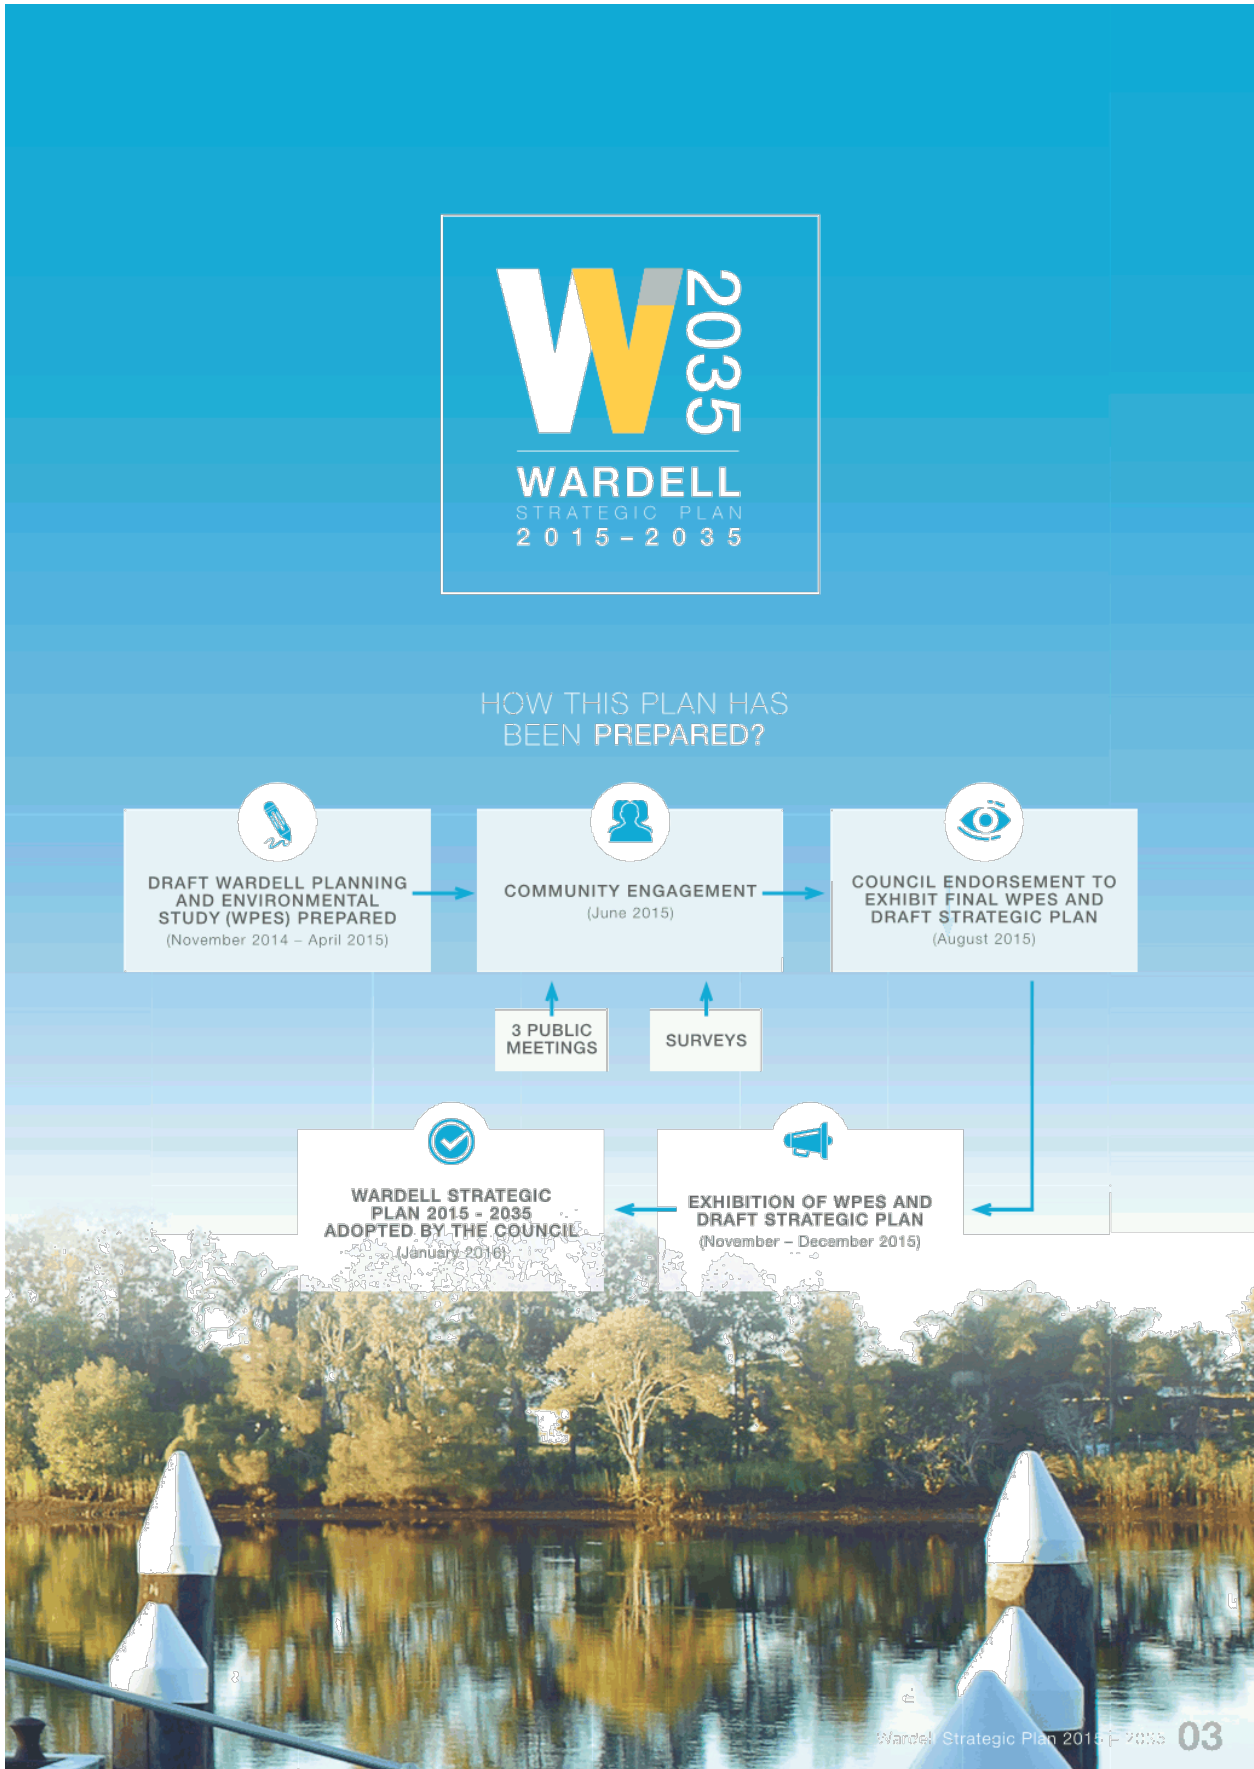 2035
WARDELL
STRATEGIC PLAN
2015–2035
HOW THIS PLAN HAS
BEEN PREPARED?
DRAFT WARDELL PLANNING
AND ENVIRONMENTAL
STUDY (WPES) PREPARED
(November 2014 – April 2015)
COMMUNITY ENGAGEMENT
(June 2015)
COUNCIL ENDORSEMENT TO
EXHIBIT FINAL WPES AND
DRAFT STRATEGIC PLAN
(August 2015)
3 PUBLIC
MEETINGS
SURVEYS
WARDELL STRATEGIC
PLAN 2015 - 2035
ADOPTED BY THE COUNCIL
(January 2016)
EXHIBITION OF WPES AND
DRAFT STRATEGIC PLAN
(November – December 2015)
Wardell Strategic Plan 2015 – 2035 03